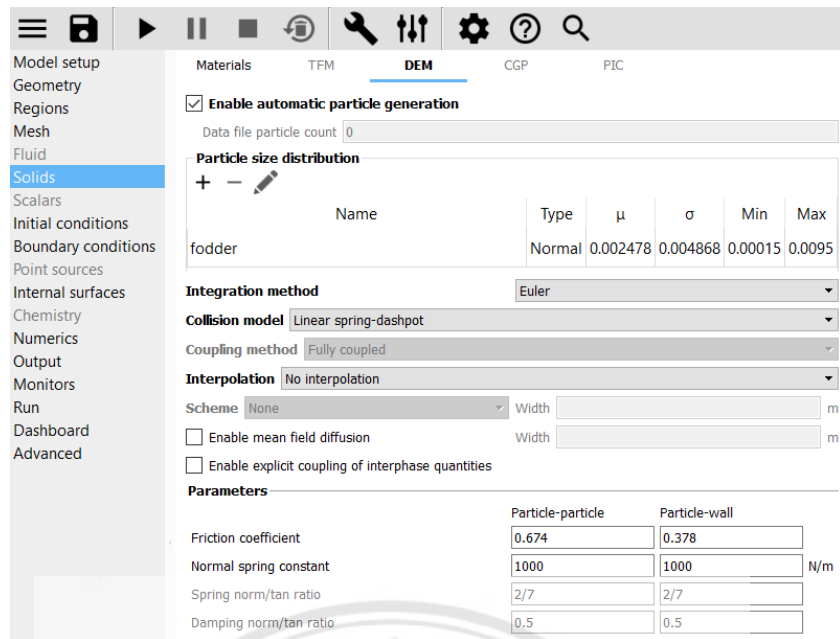 Model setup
Geometry
Regions
Mesh
Fluid
Solids
Scalars
Initial conditions
Boundary conditions
Point sources
Internal surfaces
Chemistry
Numerics
Output
Monitors
Run
Dashboard
Advanced
Materials TFM DEM CGP PIC
Enable automatic particle generation
Data file particle count 0
Particle size distribution
Name Type μ σ Min Max
fodder Normal 0.002478 0.004868 0.00015 0.0095
Integration method Euler
Collision model Linear spring-dashpot
Coupling method Fully coupled
Interpolation No interpolation
Scheme None Width m
Enable mean field diffusion Width m
Enable explicit coupling of interphase quantities
Parameters
Particle-particle Particle-wall
Friction coefficient 0.674 0.378
Normal spring constant 1000 1000 N/m
Spring norm/tan ratio 2/7 2/7
Damping norm/tan ratio 0.5 0.5